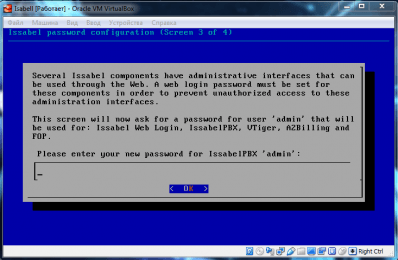 Isabell [Работает] - Oracle VM VirtualBox
Файл Машина Вид Ввод Устройства Справка
Issabel password configuration (Screen 3 of 4)
Several Issabel components have administrative interfaces that can
be used through the Web. A web login password must be set for
these components in order to prevent unauthorized access to these
administration interfaces.
This screen will now ask for a password for user 'admin' that will
be used for: Issabel Web Login, IssabelPBX, VTiger, A2Billing and
FOP.
Please enter your new password for IssabelPBX 'admin':
< OK >
Right Ctrl